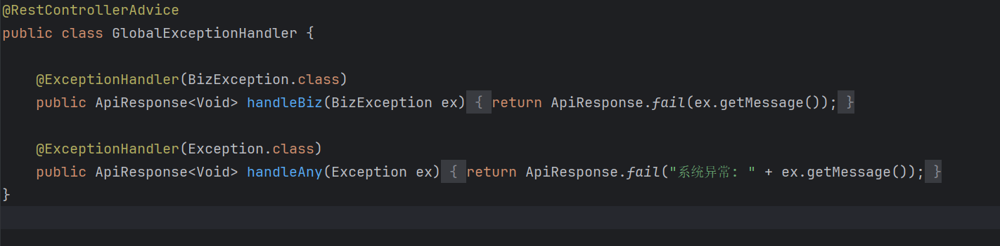 @RestControllerAdvice
public class GlobalExceptionHandler {
@ExceptionHandler(BizException.class)
public ApiResponse<Void> handleBiz(BizException ex) { return ApiResponse.fail(ex.getMessage()); }
@ExceptionHandler(Exception.class)
public ApiResponse<Void> handleAny(Exception ex) { return ApiResponse.fail("系统异常: " + ex.getMessage()); }
}